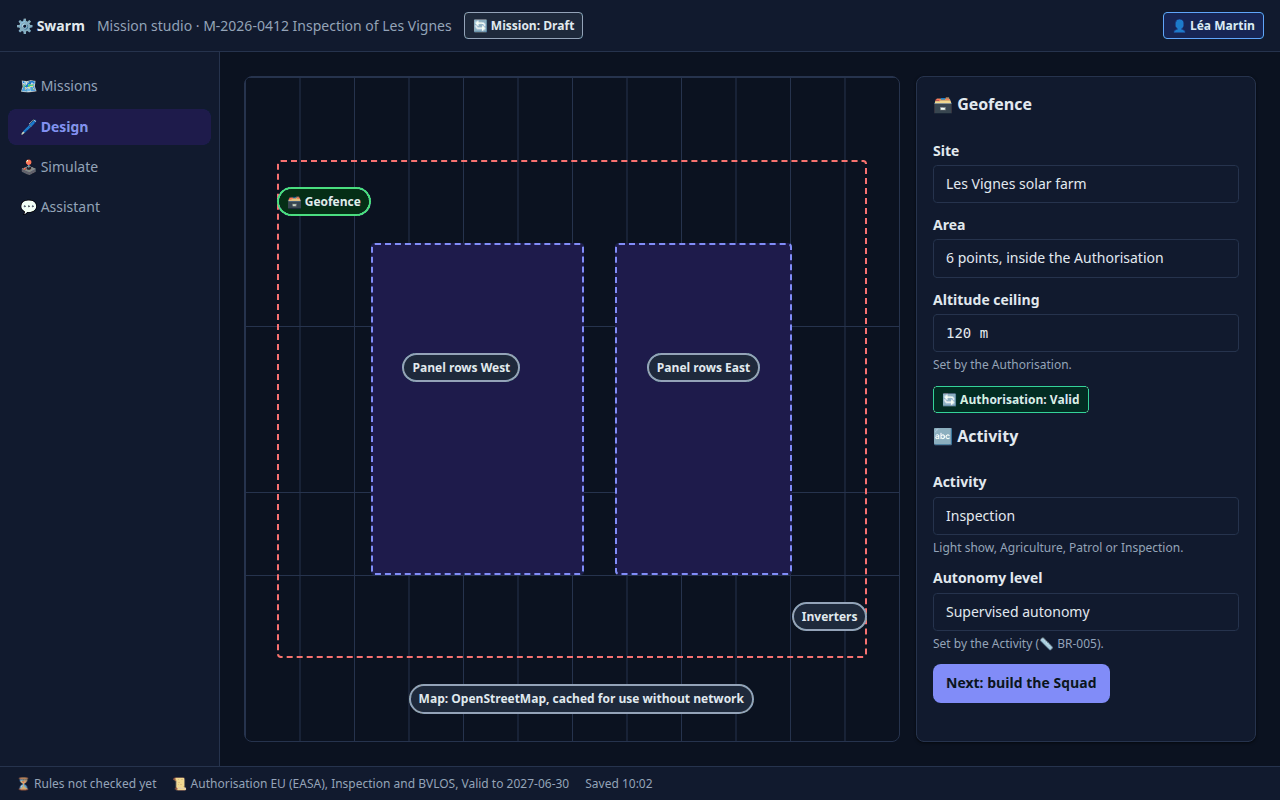 ⚙️ Swarm Mission studio · M-2026-0412 Inspection of Les Vignes 🔄 Mission: Draft 👤 Léa Martin
🗺️ Missions
🖊️ Design
🕹️ Simulate
💬 Assistant
🗃️ Geofence
Panel rows West
Panel rows East
Inverters
Map: OpenStreetMap, cached for use without network
🗃️ Geofence
Site
Les Vignes solar farm
Area
6 points, inside the Authorisation
Altitude ceiling
120 m
Set by the Authorisation.
🔄 Authorisation: Valid
🔤 Activity
Activity
Inspection
Light show, Agriculture, Patrol or Inspection.
Autonomy level
Supervised autonomy
Set by the Activity (📏 BR-005).
Next: build the Squad
⏳ Rules not checked yet 📜 Authorisation EU (EASA), Inspection and BVLOS, Valid to 2027-06-30 Saved 10:02